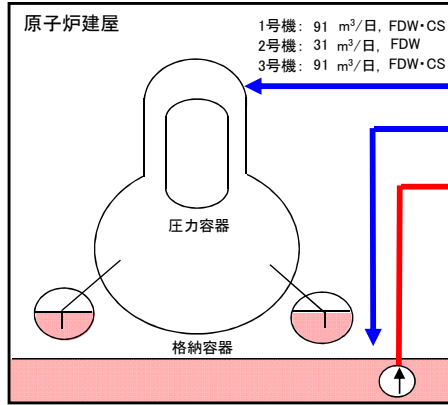 原子炉建屋
1号機： 91 m³/日, FDW・CS
2号機： 31 m³/日, FDW
3号機： 91 m³/日, FDW・CS
圧力容器
格納容器